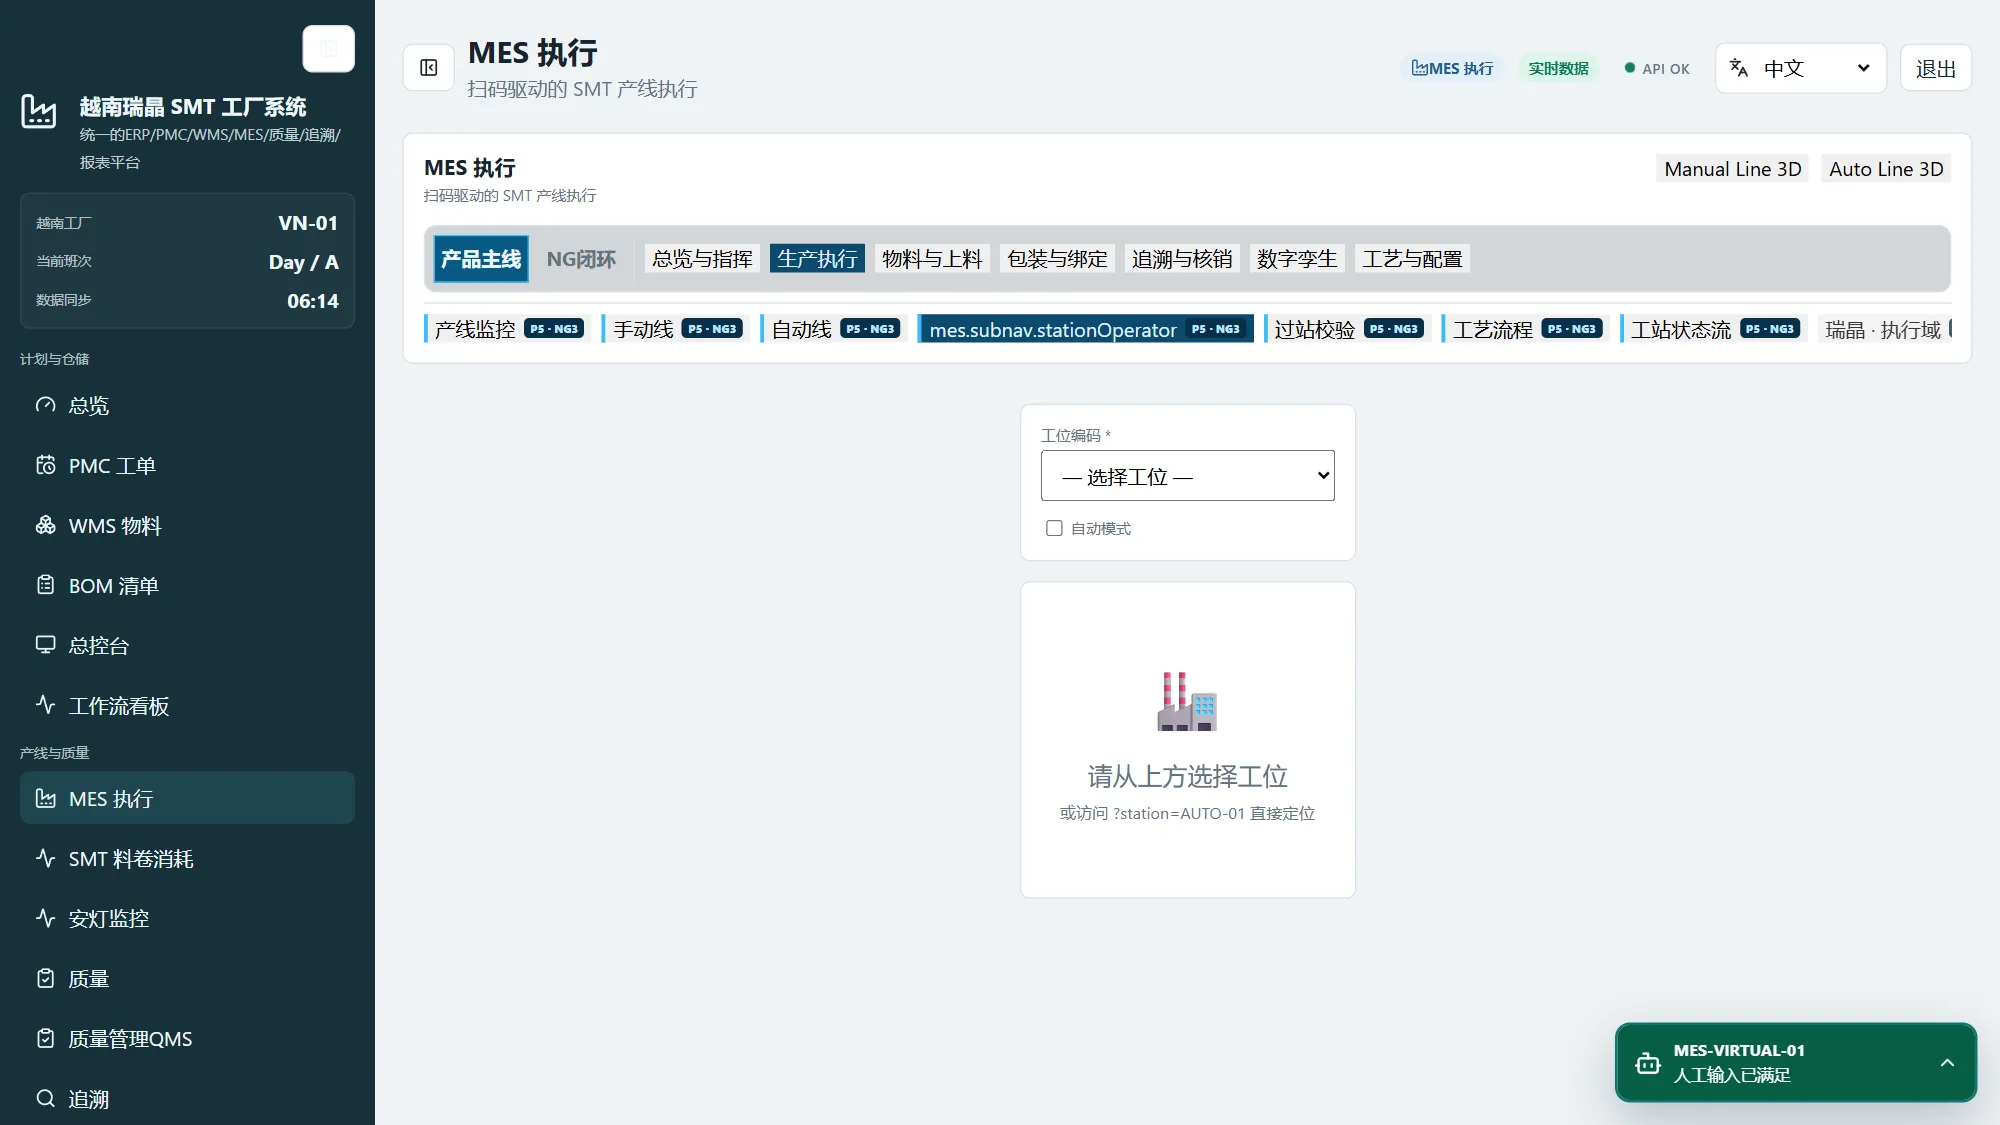 越南瑞晶 SMT 工厂系统
统一的ERP/PMC/WMS/MES/质量/追溯/
报表平台
越南工厂 VN-01
当前班次 Day / A
数据同步 06:14
计划与仓储
总览
PMC 工单
WMS 物料
BOM 清单
总控台
工作流看板
产线与质量
MES 执行
SMT 料卷消耗
安灯监控
质量
质量管理QMS
追溯
MES 执行
扫码驱动的 SMT 产线执行
MES 执行
实时数据
API OK
中文
退出
MES 执行
扫码驱动的 SMT 产线执行
Manual Line 3D
Auto Line 3D
产品主线 NG闭环 总览与指挥 生产执行 物料与上料 包装与绑定 追溯与核销 数字孪生 工艺与配置
产线监控 P5 · NG3 手动线 P5 · NG3 自动线 P5 · NG3 mes.subnav.stationOperator P5 · NG3 过站校验 P5 · NG3 工艺流程 P5 · NG3 工站状态流 P5 · NG3 瑞晶 · 执行域
工位编码 *
— 选择工位 —
自动模式
请从上方选择工位
或访问 ?station=AUTO-01 直接定位
MES-VIRTUAL-01
人工输入已满足